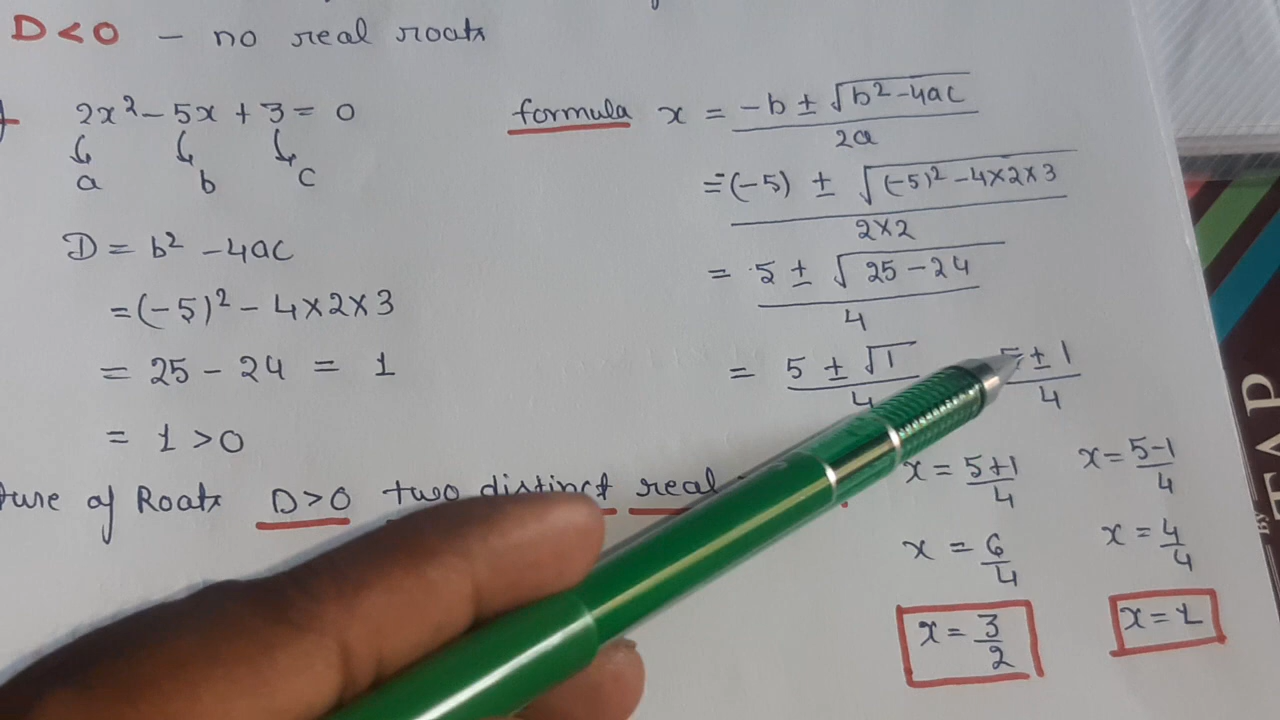 D<0 - no real roots
2x² - 5x + 3 = 0
a b c
D = b² - 4ac
= (-5)² - 4×2×3
= 25 - 24 = 1
= 1 > 0
of Roots D>0 two distinct real
formula x = (-b ± √(b² - 4ac))/(2a)
= (-(-5) ± √((-5)² - 4×2×3))/(2×2)
= (5 ± √(25 - 24))/4
= (5 ± √1)/4 (5 ± 1)/4
x = (5+1)/4 x = (5-1)/4
x = 6/4 x = 4/4
x = 3/2 x = 1
BY